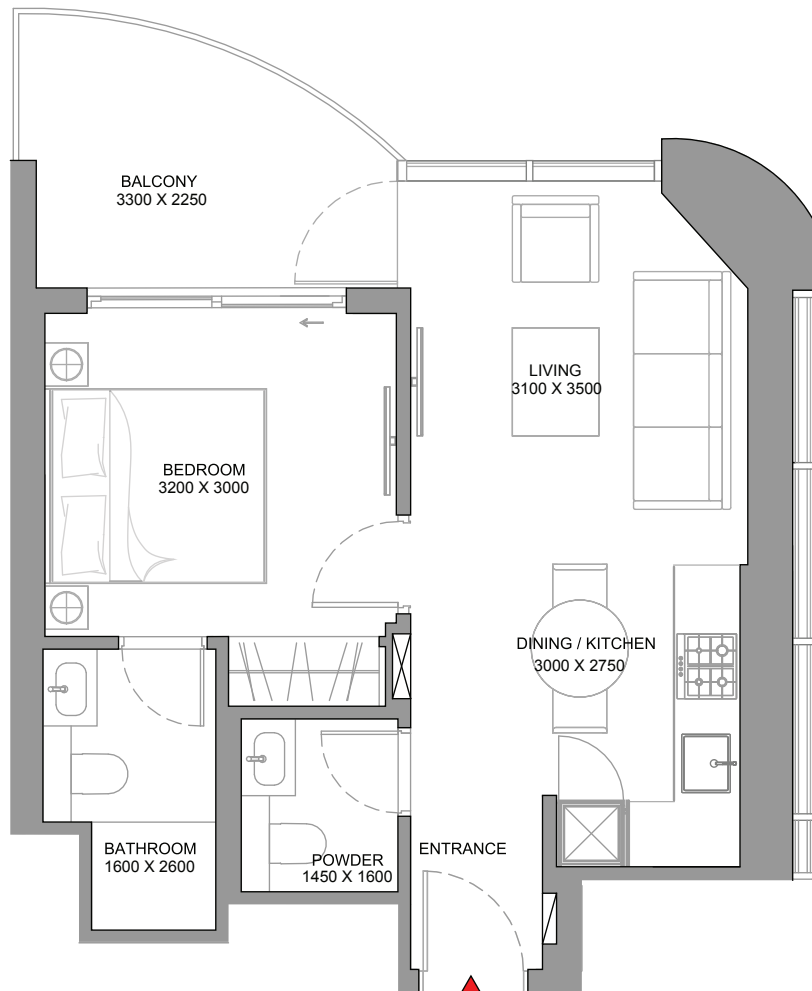 BALCONY
3300 X 2250
LIVING
3100 X 3500
BEDROOM
3200 X 3000
DINING / KITCHEN
3000 X 2750
BATHROOM
1600 X 2600
POWDER
1450 X 1600
ENTRANCE